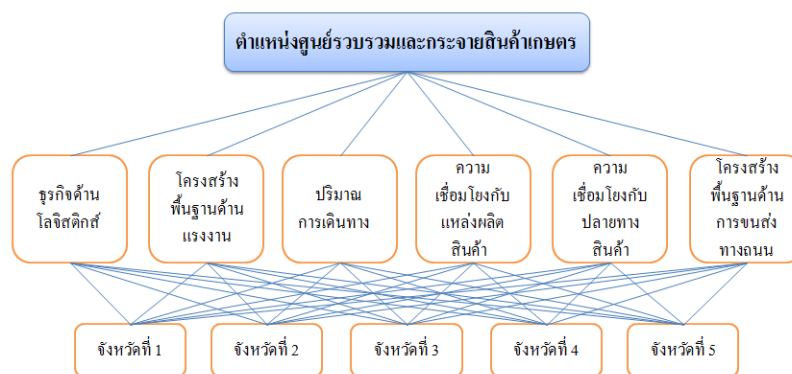 ตำแหน่งศูนย์รวบรวมและกระจายสินค้าเกษตร
ธุรกิจด้าน
โลจิสติกส์
โครงสร้าง
พื้นฐานด้าน
แรงงาน
ปริมาณ
การเดินทาง
ความ
เชื่อมโยงกับ
แหล่งผลิต
สินค้า
ความ
เชื่อมโยงกับ
ปลายทาง
สินค้า
โครงสร้าง
พื้นฐานด้าน
การขนส่ง
ทางถนน
จังหวัดที่ 1
จังหวัดที่ 2
จังหวัดที่ 3
จังหวัดที่ 4
จังหวัดที่ 5